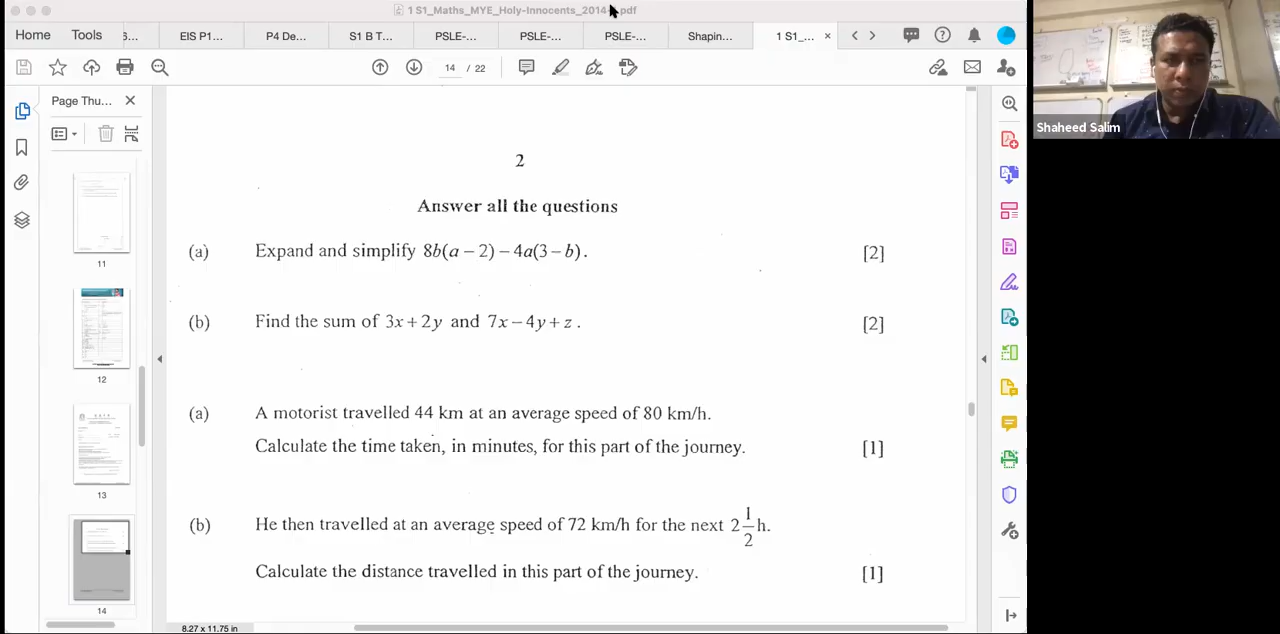 1 S1_Maths_MYE_Holy-Innocents_2014-.pdf
Home Tools S... EIS P1... P4 De... S1 B T... PSLE-... PSLE-... PSLE-... Shapin... 1 S1_... ×
14 22
Page Thu... ×
11
12
13
14
2
Answer all the questions
(a) Expand and simplify 8b(a − 2) − 4a(3 − b). [2]
(b) Find the sum of 3x + 2y and 7x − 4y + z. [2]
(a) A motorist travelled 44 km at an average speed of 80 km/h.
Calculate the time taken, in minutes, for this part of the journey. [1]
(b) He then travelled at an average speed of 72 km/h for the next 2 1/2 h.
Calculate the distance travelled in this part of the journey. [1]
8.27 x 11.75 in
Shaheed Salim